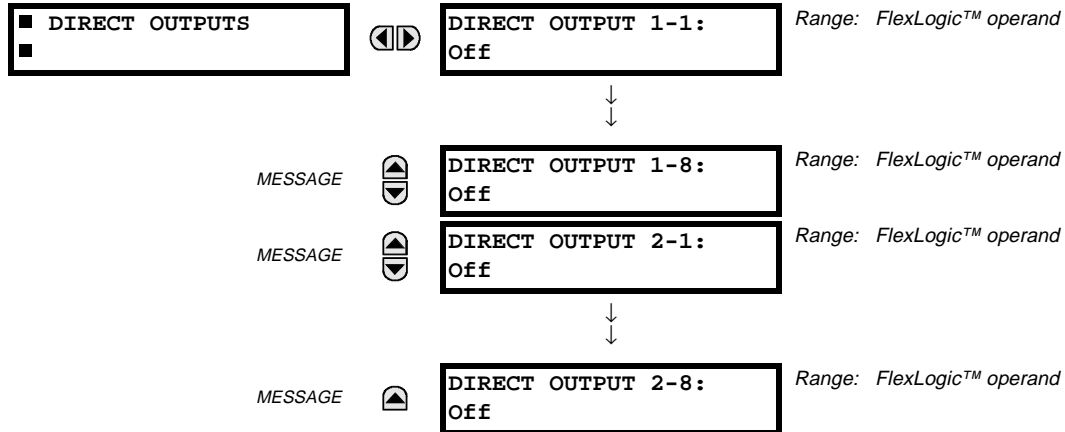 ■ DIRECT OUTPUTS
■
DIRECT OUTPUT 1-1:
Off
Range: FlexLogic™ operand
↓
↓
MESSAGE
DIRECT OUTPUT 1-8:
Off
Range: FlexLogic™ operand
MESSAGE
DIRECT OUTPUT 2-1:
Off
Range: FlexLogic™ operand
↓
↓
MESSAGE
DIRECT OUTPUT 2-8:
Off
Range: FlexLogic™ operand